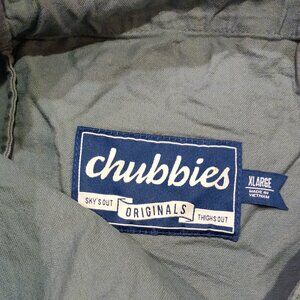 chubbies
SKY'S OUT
ORIGINALS
THIGHS OUT
XLARGE
MADE IN
VIETNAM